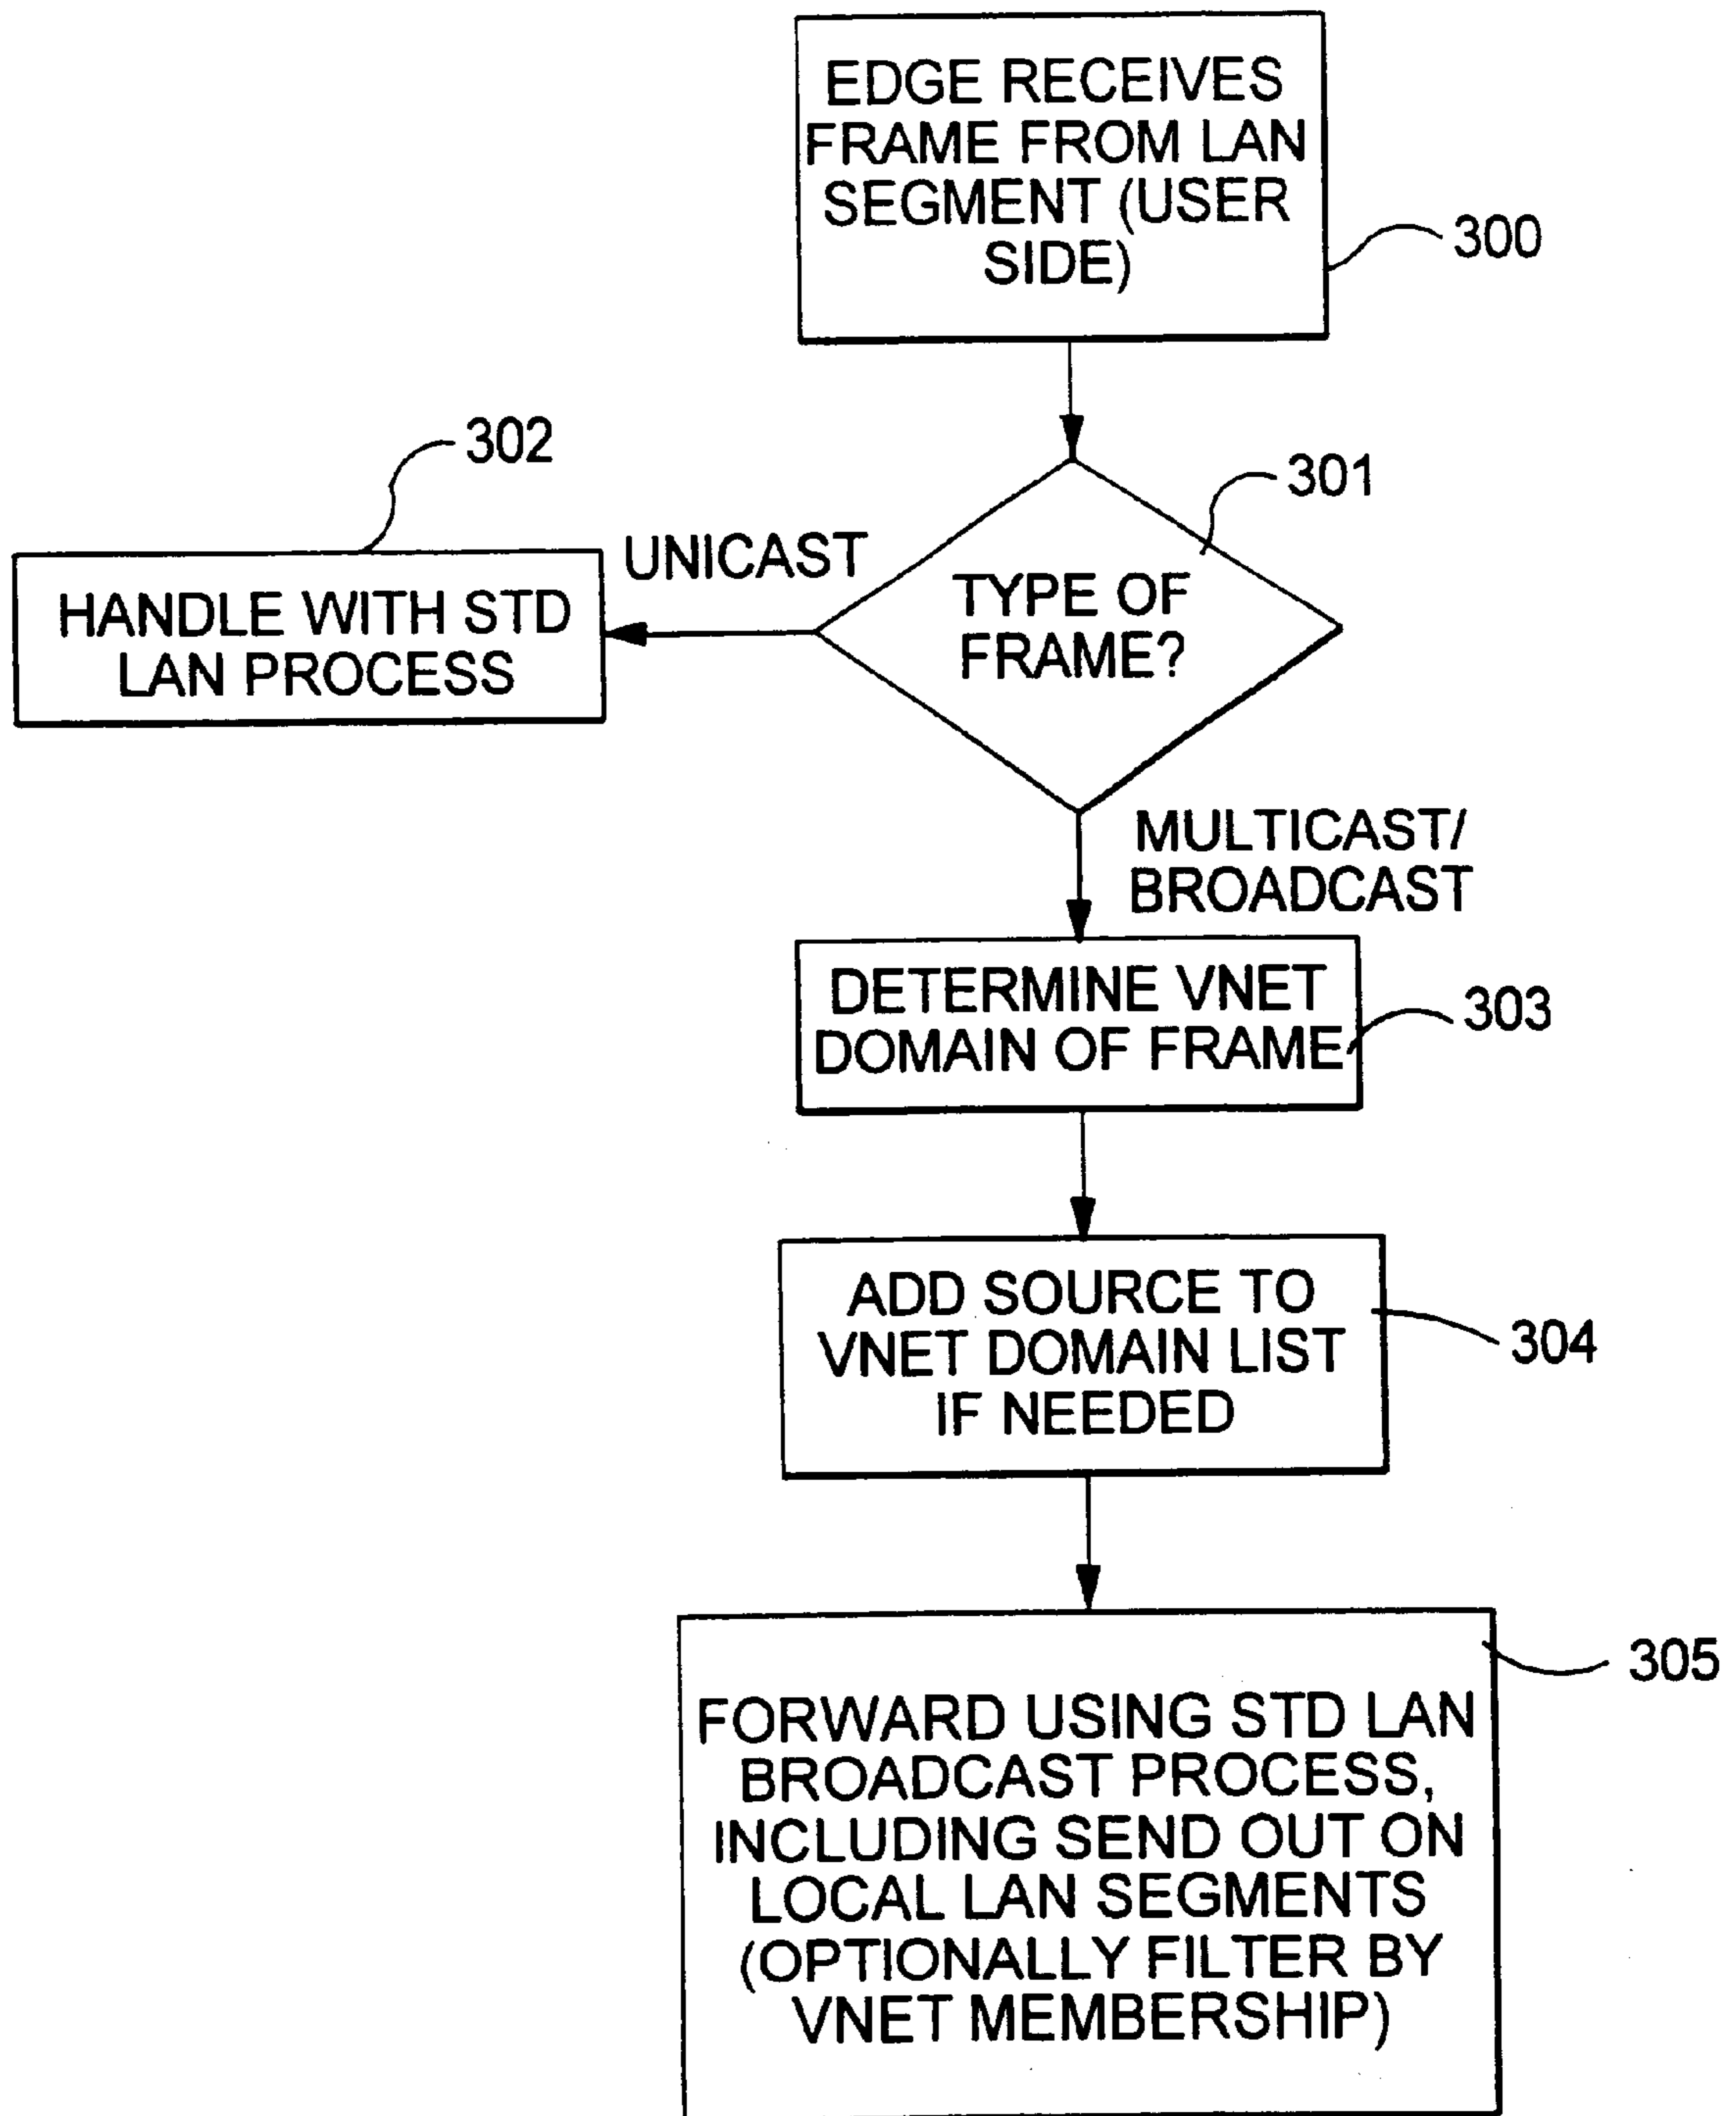 EDGE RECEIVES
FRAME FROM LAN
SEGMENT (USER
SIDE)
300
302
301
UNICAST
HANDLE WITH STD
LAN PROCESS
TYPE OF
FRAME?
MULTICAST/
BROADCAST
DETERMINE VNET
DOMAIN OF FRAME
303
ADD SOURCE TO
VNET DOMAIN LIST
IF NEEDED
304
305
FORWARD USING STD LAN
BROADCAST PROCESS,
INCLUDING SEND OUT ON
LOCAL LAN SEGMENTS
(OPTIONALLY FILTER BY
VNET MEMBERSHIP)